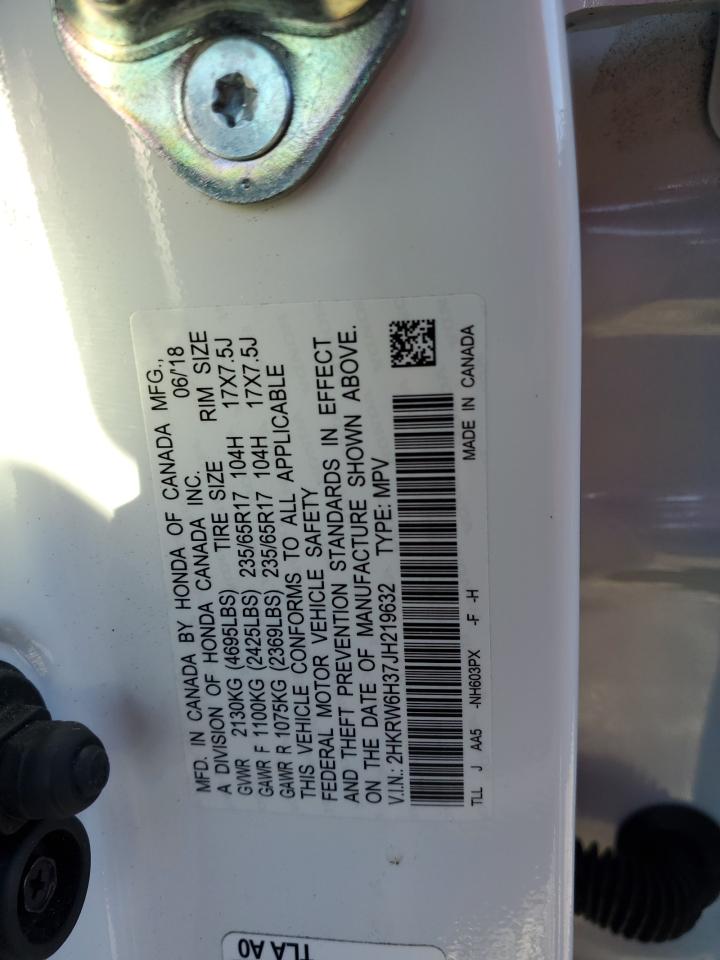 MFD. IN CANADA BY HONDA OF CANADA MFG.,
A DIVISION OF HONDA CANADA INC. 06/'18
TIRE SIZE RIM SIZE
GVWR 2130KG (4695LBS)
GAWR F 1100KG (2425LBS) 235/65R17 104H 17X7.5J
GAWR R 1075KG (2369LBS) 235/65R17 104H 17X7.5J
THIS VEHICLE CONFORMS TO ALL APPLICABLE
FEDERAL MOTOR VEHICLE SAFETY
AND THEFT PREVENTION STANDARDS IN EFFECT
ON THE DATE OF MANUFACTURE SHOWN ABOVE.
V.I.N.: 2HKRW6H37JH219632 TYPE: MPV
TLL J AA5 -NH603PX -F -H MADE IN CANADA
TLA A0